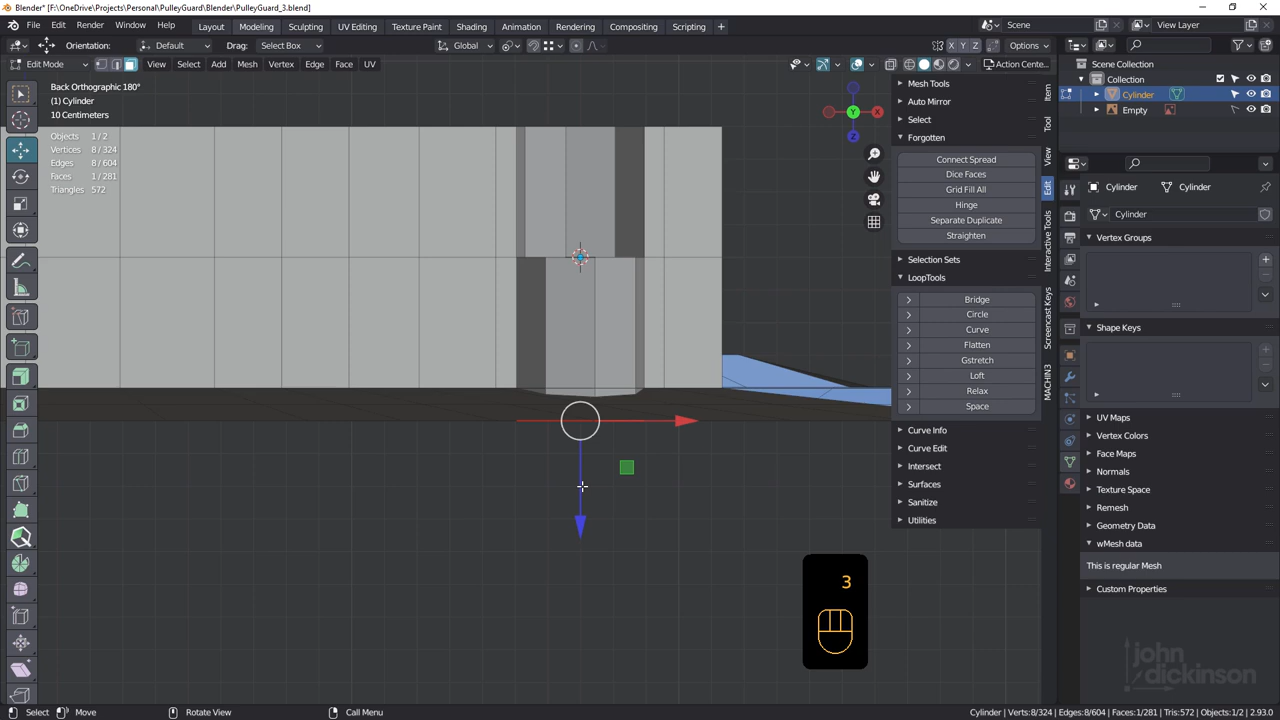 Blender* [F:\OneDrive\Projects\Personal\PulleyGuard\Blender\PulleyGuard_3.blend]
File Edit Render Window Help Layout Modeling Sculpting UV Editing Texture Paint Shading Animation Rendering Compositing Scripting + Scene View Layer
Orientation: Default Drag: Select Box Global X Y Z Options
Edit Mode View Select Add Mesh Vertex Edge Face UV Action Cente...
Back Orthographic 180°
(1) Cylinder
10 Centimeters
Objects 1/2
Vertices 8/324
Edges 8/604
Faces 1/281
Triangles 572
X
Y
Z
Mesh Tools
Auto Mirror
Select
Forgotten
Connect Spread
Dice Faces
Grid Fill All
Hinge
Separate Duplicate
Straighten
Selection Sets
LoopTools
Bridge
Circle
Curve
Flatten
Gstretch
Loft
Relax
Space
Curve Info
Curve Edit
Intersect
Surfaces
Sanitize
Utilities
Item
Tool
View
Edit
Interactive Tools
Screencast Keys
MACHIN3
Scene Collection
Collection
Cylinder
Empty
Cylinder Cylinder
Cylinder
Vertex Groups
Shape Keys
UV Maps
Vertex Colors
Face Maps
Normals
Texture Space
Remesh
Geometry Data
wMesh data
This is regular Mesh
Custom Properties
3
john
dickinson
Select Move Rotate View Call Menu Cylinder | Verts:8/324 | Edges:8/604 | Faces:1/281 | Tris:572 | Objects:1/2 | 2.93.0